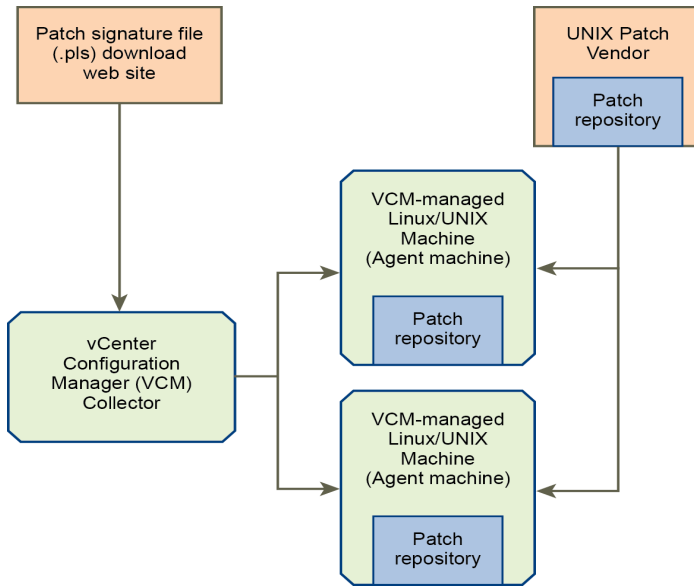 Patch signature file
(.pls) download
web site
UNIX Patch
Vendor
Patch
repository
VCM-managed
Linux/UNIX
Machine
(Agent machine)
Patch
repository
vCenter
Configuration
Manager (VCM)
Collector
VCM-managed
Linux/UNIX
Machine
(Agent machine)
Patch
repository